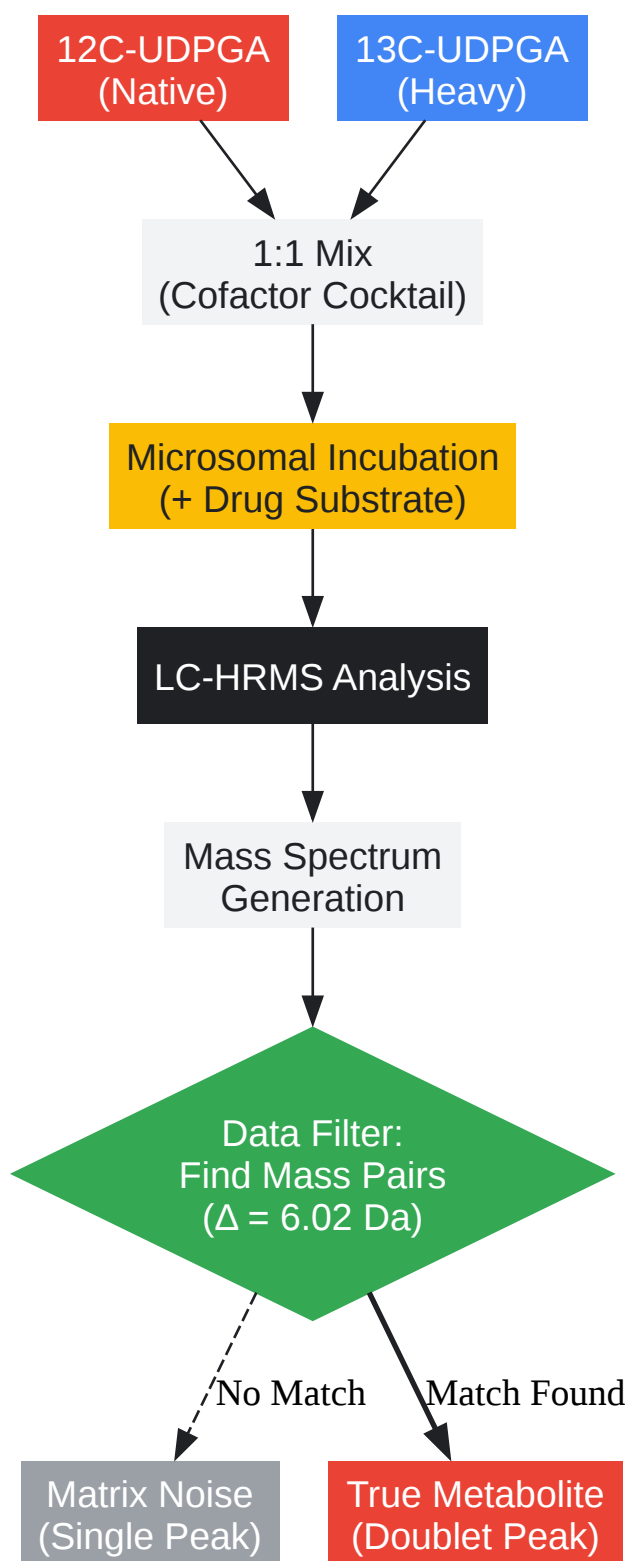 12C-UDPGA
(Native)
13C-UDPGA
(Heavy)
1:1 Mix
(Cofactor Cocktail)
Microsomal Incubation
(+ Drug Substrate)
LC-HRMS Analysis
Mass Spectrum
Generation
Data Filter:
Find Mass Pairs
(Δ = 6.02 Da)
No Match
Match Found
Matrix Noise
(Single Peak)
True Metabolite
(Doublet Peak)